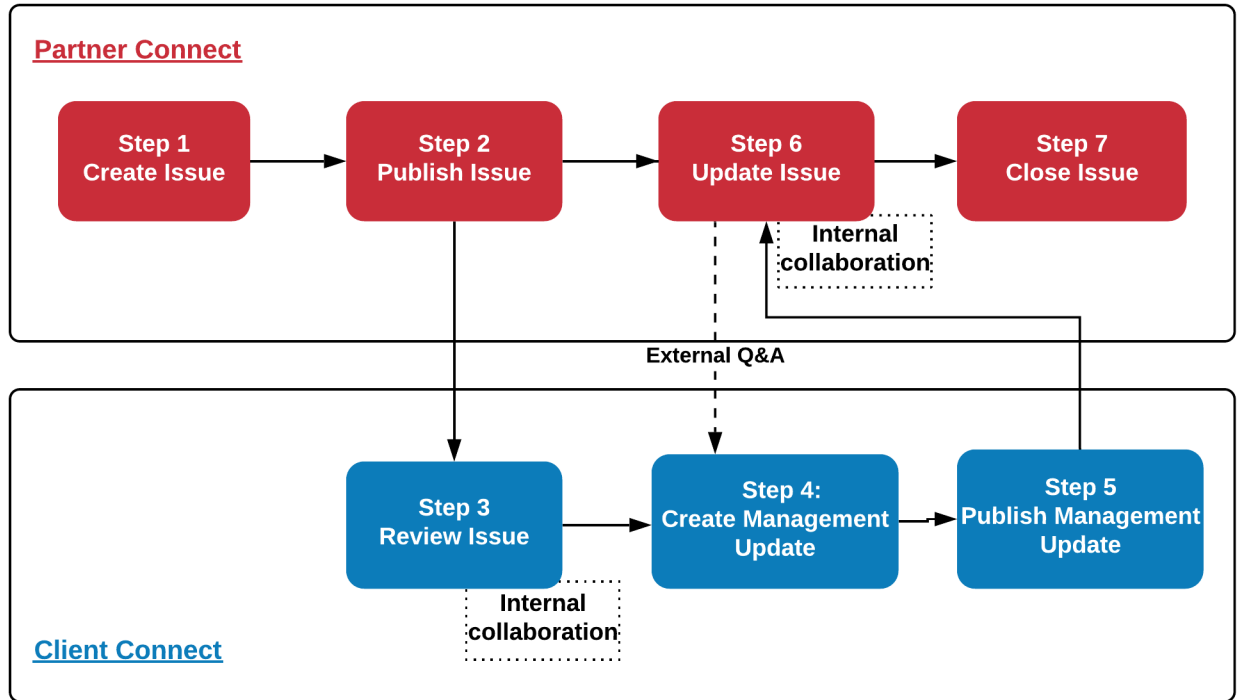 Partner Connect
Step 1
Create Issue
Step 2
Publish Issue
Step 6
Update Issue
Step 7
Close Issue
Internal
collaboration
External Q&A
Step 3
Review Issue
Step 4:
Create Management
Update
Step 5
Publish Management
Update
Internal
collaboration
Client Connect